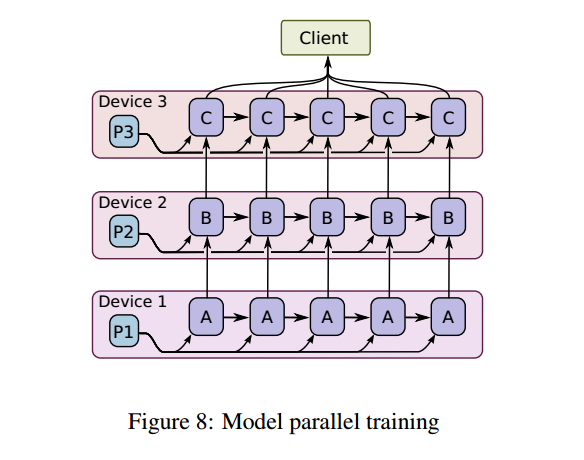 Client
Device 3
P3
C C C C C
Device 2
P2
B B B B B
Device 1
P1
A A A A A
Figure 8: Model parallel training